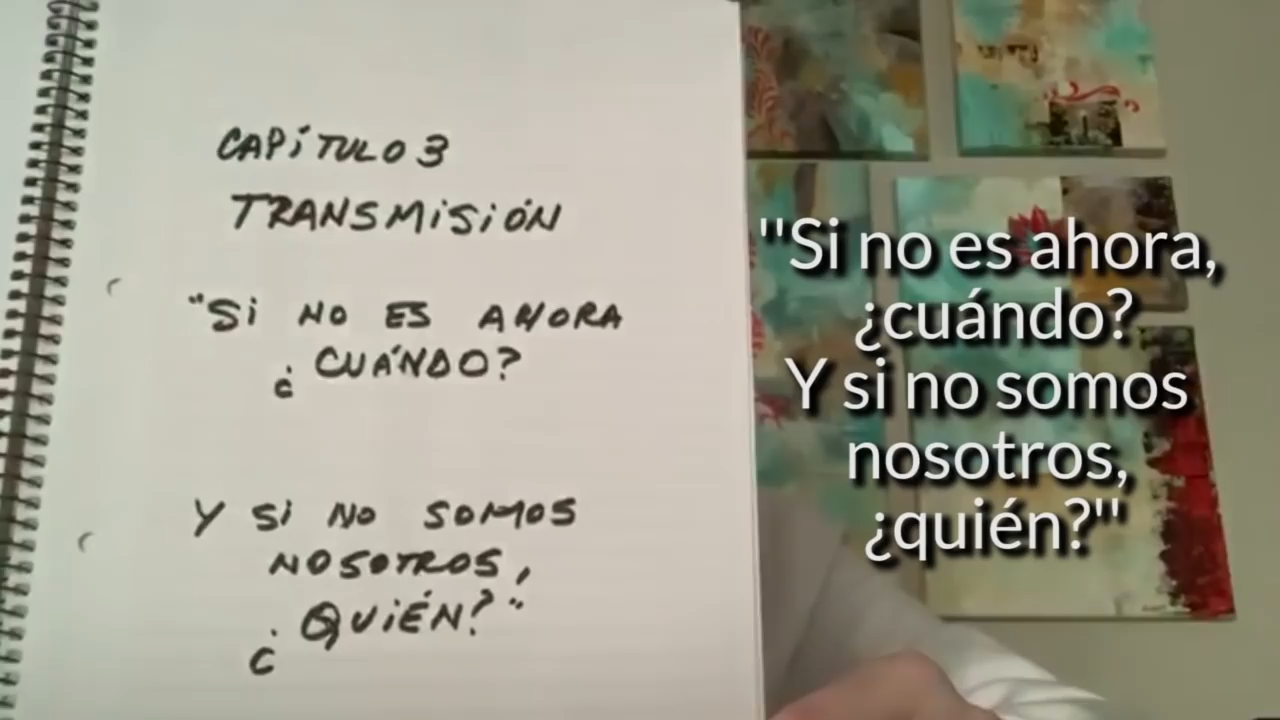 CAPÍTULO 3
TRANSMISIÓN
"SI NO ES AHORA
¿CUÁNDO?
Y SI NO SOMOS
NOSOTROS,
¿QUIÉN?"
"Si no es ahora,
¿cuándo?
Y si no somos
nosotros,
¿quién?"